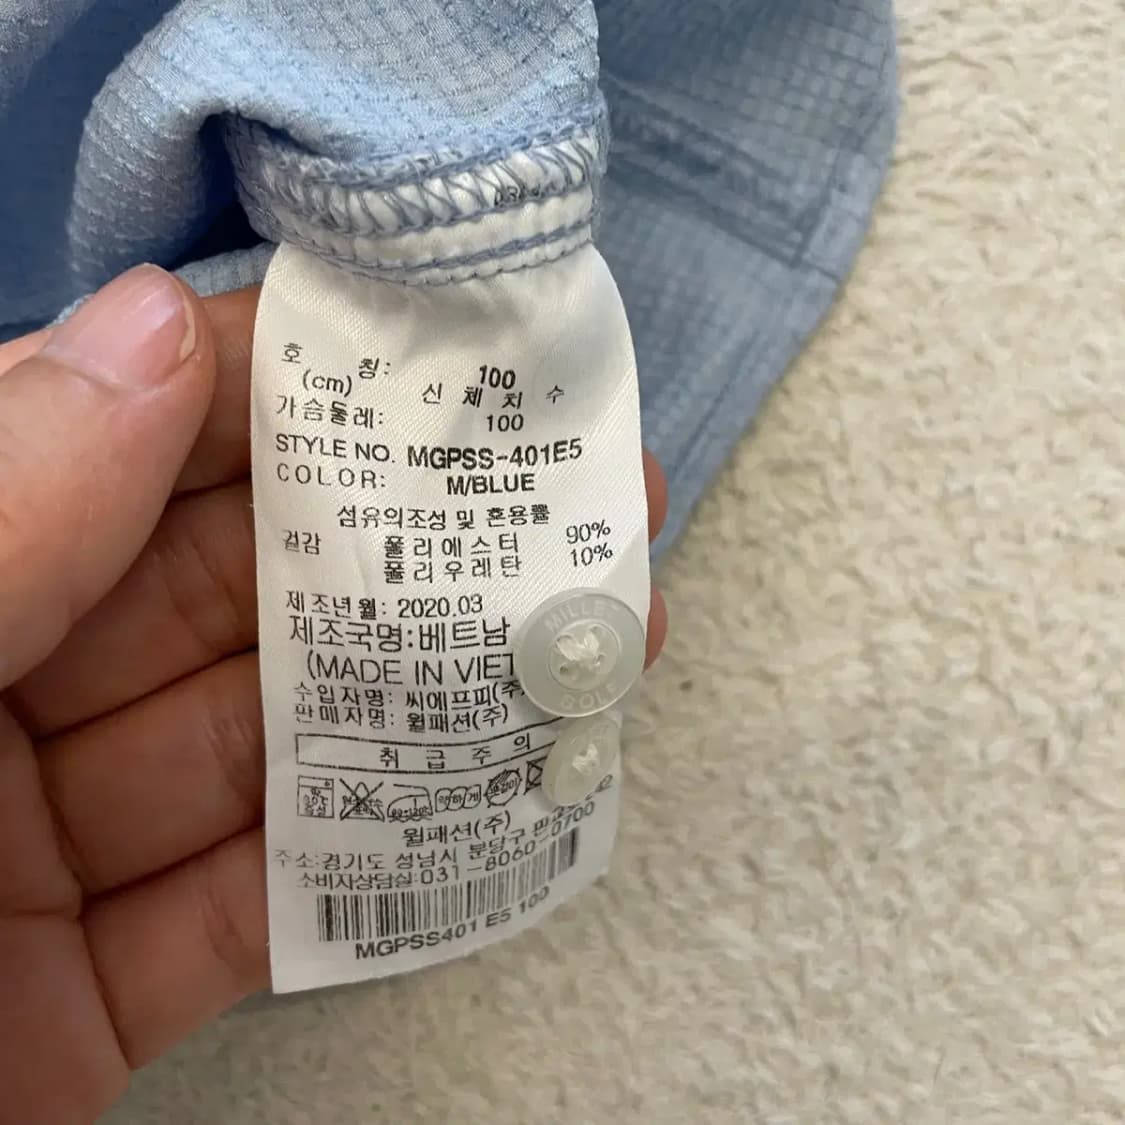 호 칭: 100
(cm) 신 체 치 수
가슴둘레: 100
STYLE NO. MGPSS-401E5
COLOR: M/BLUE
섬유의조성 및 혼용률
겉감 폴리에스터 90%
폴리우레탄 10%
제조년월: 2020.03
제조국명:베트남
(MADE IN VIET
수입자명: 씨에프피(주
판매자명: 월패션(주)
MILLET
GOLF
취 급 주 의
약하게
월패션(주)
주소:경기도 성남시 분당구
소비자상담실:031-8060-0700
MGPSS401 E5 100